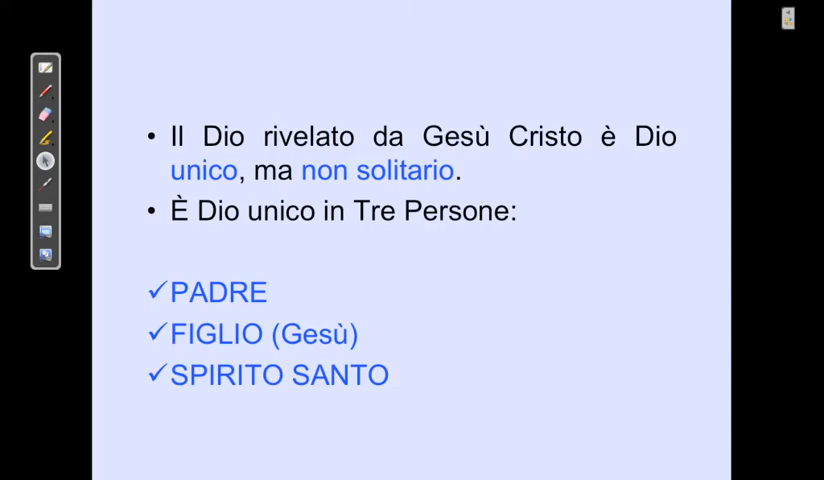 • Il Dio rivelato da Gesù Cristo è Dio
unico, ma non solitario.
• È Dio unico in Tre Persone:
✓PADRE
✓FIGLIO (Gesù)
✓SPIRITO SANTO